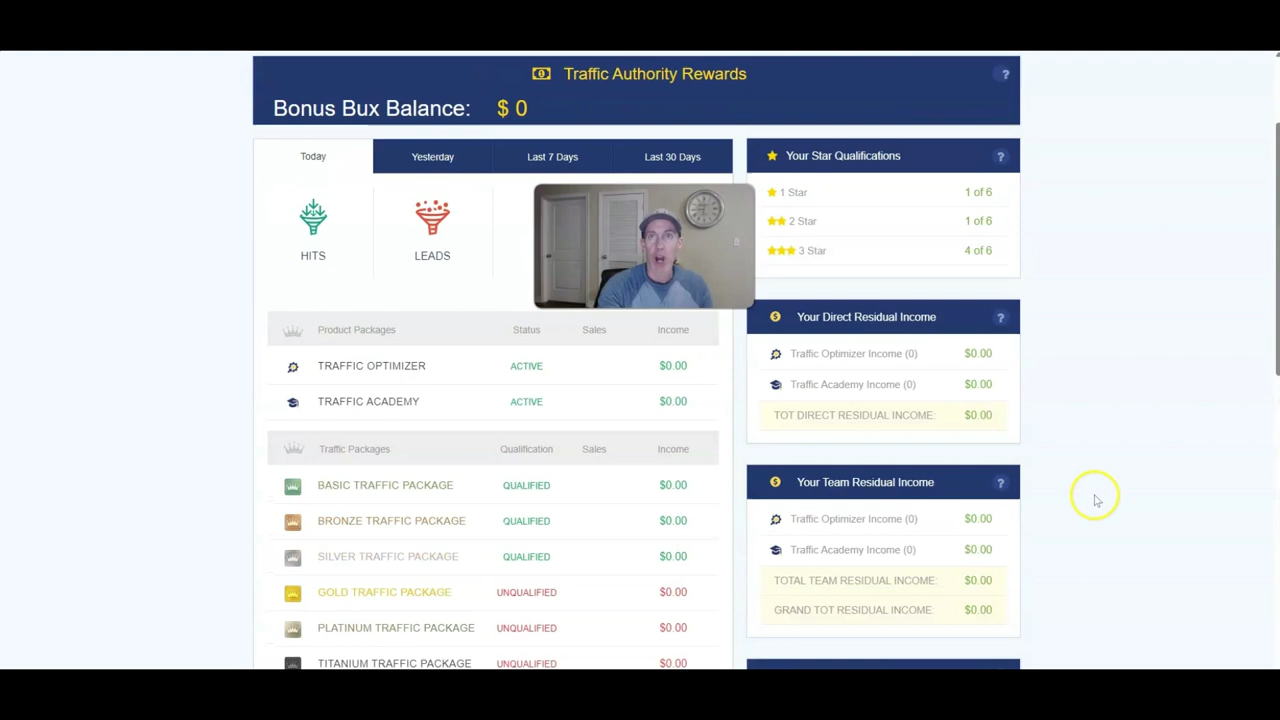 Traffic Authority Rewards ?
Bonus Bux Balance: $ 0
Today Yesterday Last 7 Days Last 30 Days
HITS LEADS
Product Packages Status Sales Income
TRAFFIC OPTIMIZER ACTIVE $0.00
TRAFFIC ACADEMY ACTIVE $0.00
Traffic Packages Qualification Sales Income
BASIC TRAFFIC PACKAGE QUALIFIED $0.00
BRONZE TRAFFIC PACKAGE QUALIFIED $0.00
SILVER TRAFFIC PACKAGE QUALIFIED $0.00
GOLD TRAFFIC PACKAGE UNQUALIFIED $0.00
PLATINUM TRAFFIC PACKAGE UNQUALIFIED $0.00
TITANIUM TRAFFIC PACKAGE UNQUALIFIED $0.00
Your Star Qualifications ?
1 Star 1 of 6
2 Star 1 of 6
3 Star 4 of 6
Your Direct Residual Income ?
Traffic Optimizer Income (0) $0.00
Traffic Academy Income (0) $0.00
TOT DIRECT RESIDUAL INCOME: $0.00
Your Team Residual Income ?
Traffic Optimizer Income (0) $0.00
Traffic Academy Income (0) $0.00
TOTAL TEAM RESIDUAL INCOME: $0.00
GRAND TOT RESIDUAL INCOME: $0.00